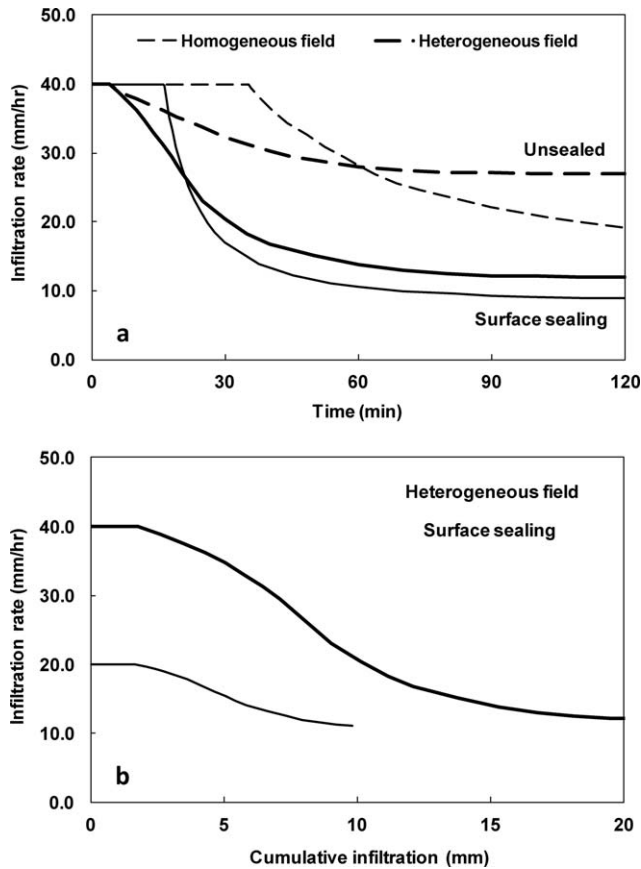 50.0
Homogeneous field
Heterogeneous field
40.0
30.0
20.0
10.0
0.0
Infiltration rate (mm/hr)
Unsealed
Surface sealing
a
0
30
60
90
120
Time (min)
50.0
40.0
30.0
20.0
10.0
0.0
Infiltration rate (mm/hr)
Heterogeneous field
Surface sealing
b
0
5
10
15
20
Cumulative infiltration (mm)